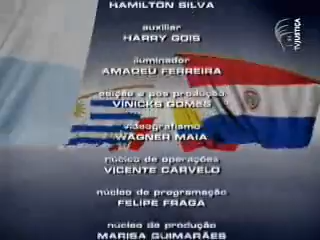 HAMILTON SILVA
auxiliar
HARRY GOIS
iluminador
AMADEU FERREIRA
edição e pós produção
VINICKS GOMES
videografismo
WAGNER MAIA
núcleo de operações
VICENTE CARVELO
núcleo de programação
FELIPE FRAGA
núcleo de produção
MARISA GUIMARÃES
TVJUSTIÇA